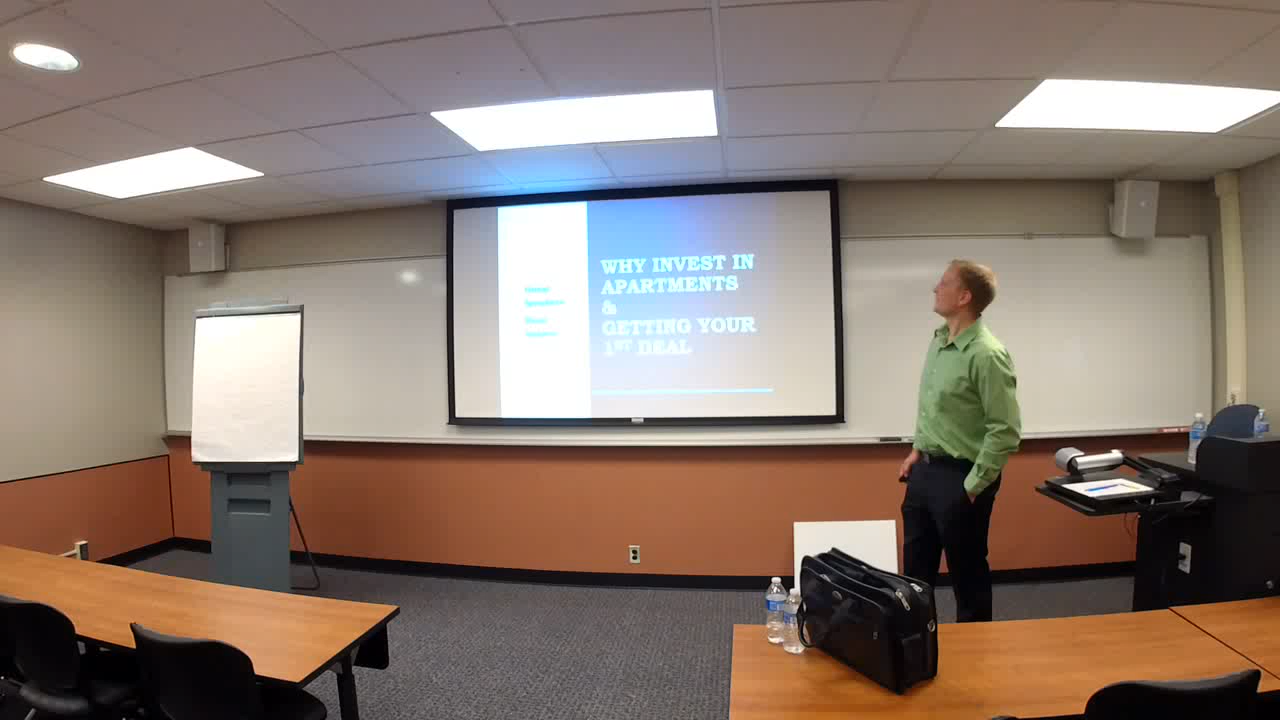 WHY INVEST IN
APARTMENTS
&
GETTING YOUR
1ST DEAL